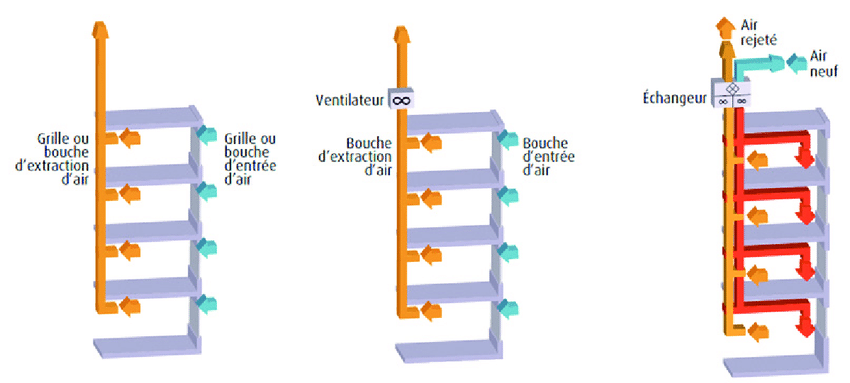 Grille ou
bouche
d'extraction
d'air
Grille ou
bouche
d'entrée
d'air
Ventilateur
Bouche
d'extraction
d'air
Bouche
d'entrée
d'air
Air
rejeté
Air
neuf
Échangeur